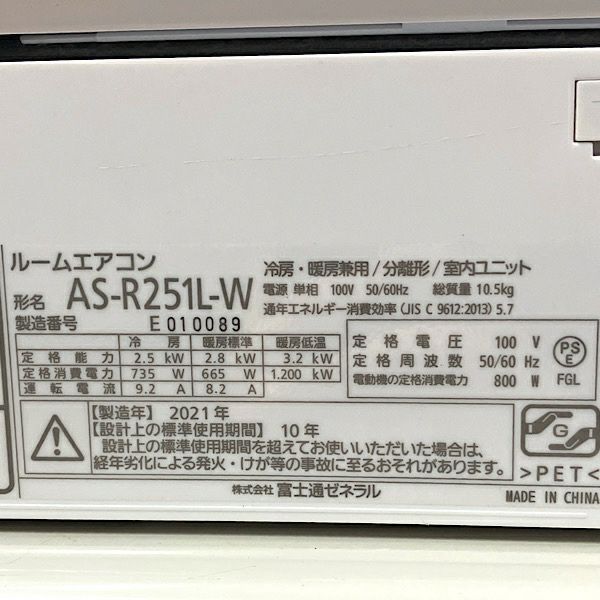 ルームエアコン
冷房・暖房兼用/分離形/室内ユニット
形名 AS-R251L-W
電源 単相 100V 50/60Hz 総質量 10.5kg
製造番号 E010089
通年エネルギー消費効率 (JIS C 9612:2013) 5.7
冷 房 暖房標準 暖房低温
定格能力 2.5 kW 2.8 kW 3.2 kW
定格消費電力 735 W 665 W 1.200 kW
運転電流 9.2 A 8.2 A
定格電圧 100 V
定格周波数 50/60 Hz
電動機の定格消費電力 800 W
PS
E
FGL
【製造年】2021年
【設計上の標準使用期間】10年
設計上の標準使用期間を超えてお使いいただいた場合は、
経年劣化による発火・けが等の事故に至るおそれがあります。
G
>PET<
株式会社 富士通ゼネラル
MADE IN CHINA